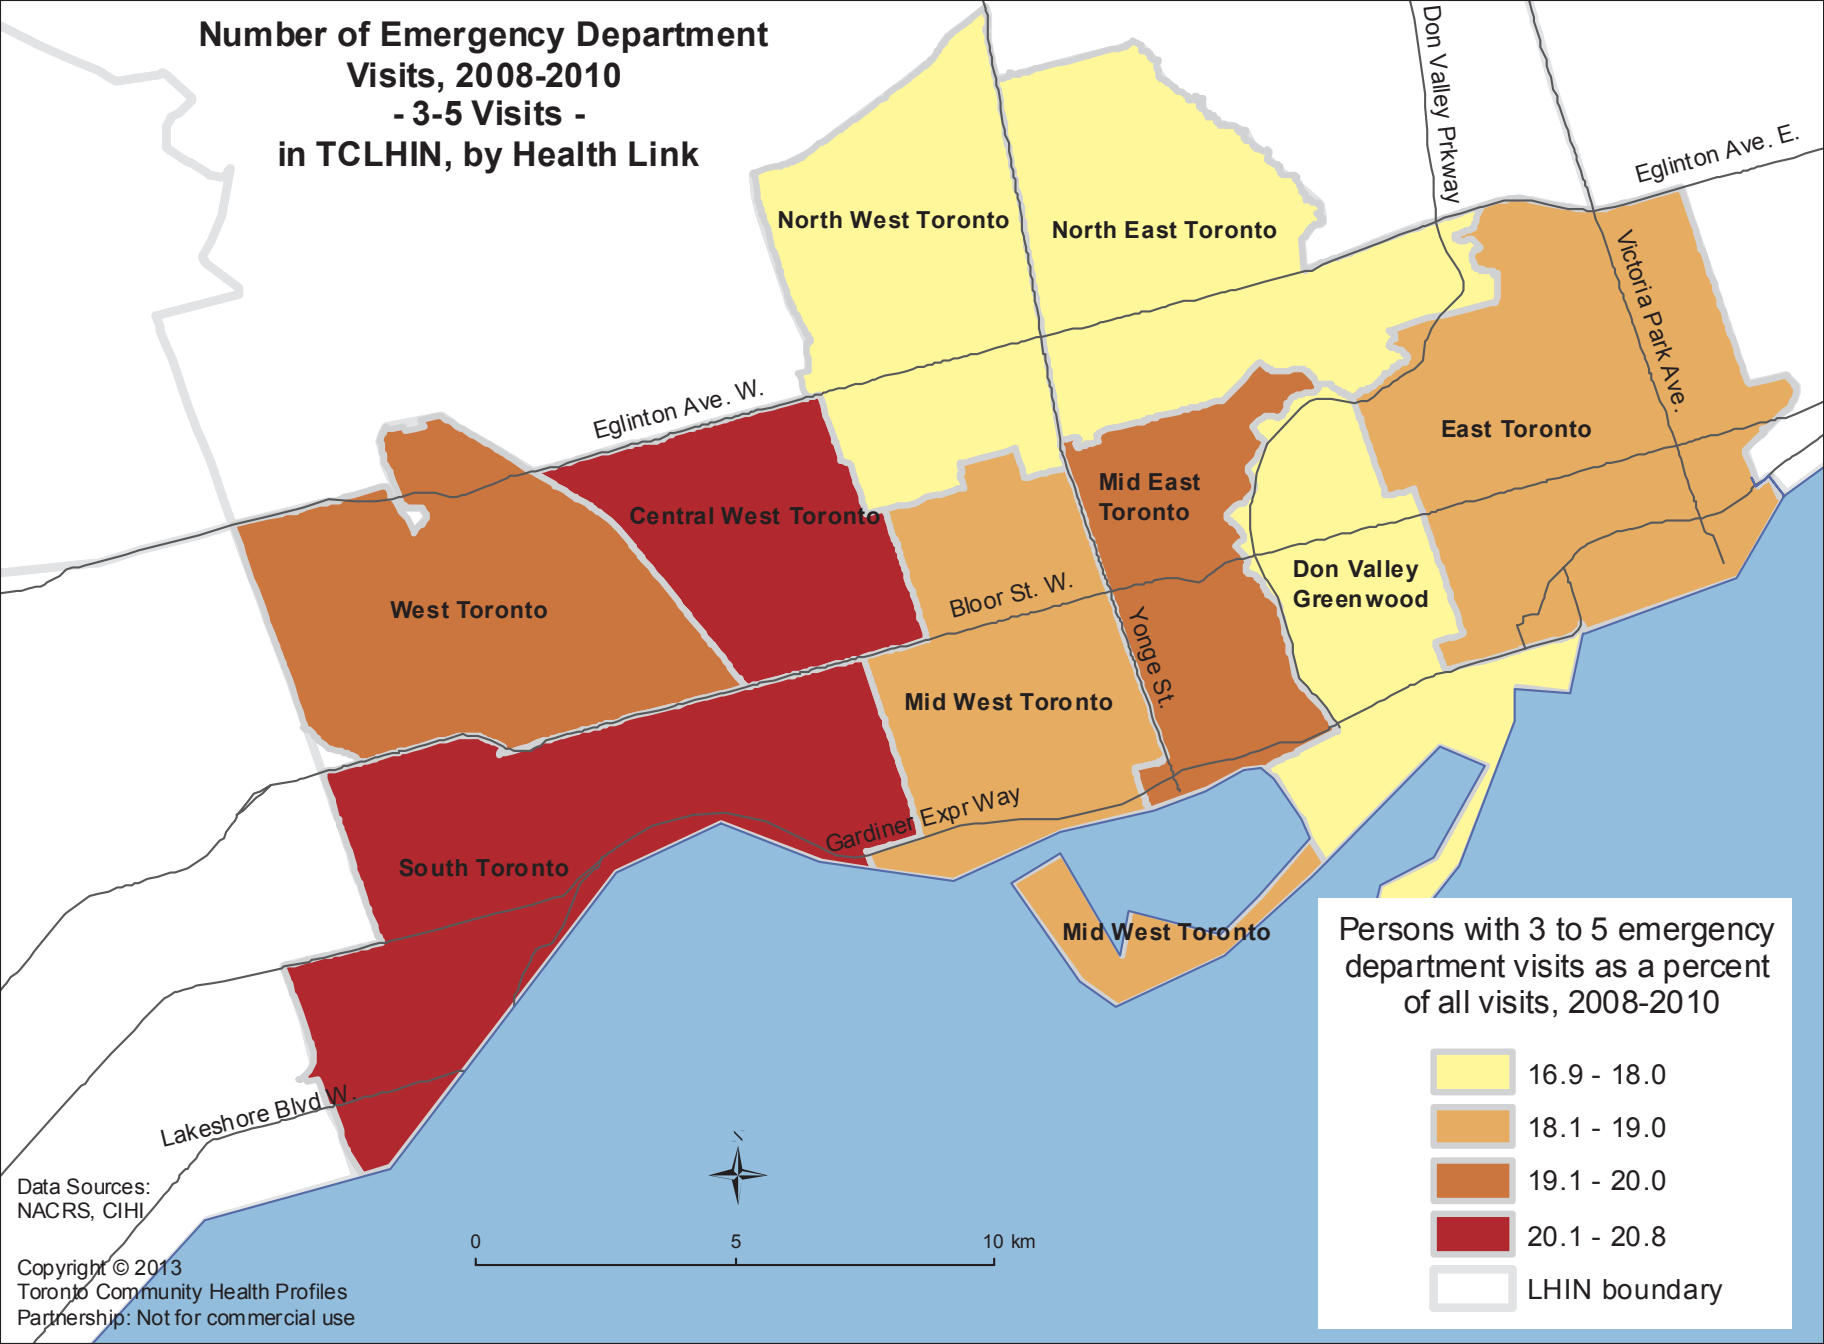 Number of Emergency Department
Visits, 2008-2010
- 3-5 Visits -
in TCLHIN, by Health Link
Don Valley Prkway
Eglinton Ave. E.
North West Toronto
North East Toronto
Victoria Park Ave.
Eglinton Ave. W.
East Toronto
Mid East
Toronto
Central West Toronto
Don Valley
Greenwood
Bloor St. W.
West Toronto
Yonge St.
Mid West Toronto
Gardiner Expr Way
South Toronto
Mid West Toronto
Lakeshore Blvd W.
Persons with 3 to 5 emergency
department visits as a percent
of all visits, 2008-2010
16.9 - 18.0
18.1 - 19.0
19.1 - 20.0
20.1 - 20.8
LHIN boundary
N
0 5 10 km
Data Sources:
NACRS, CIHI
Copyright © 2013
Toronto Community Health Profiles
Partnership: Not for commercial use